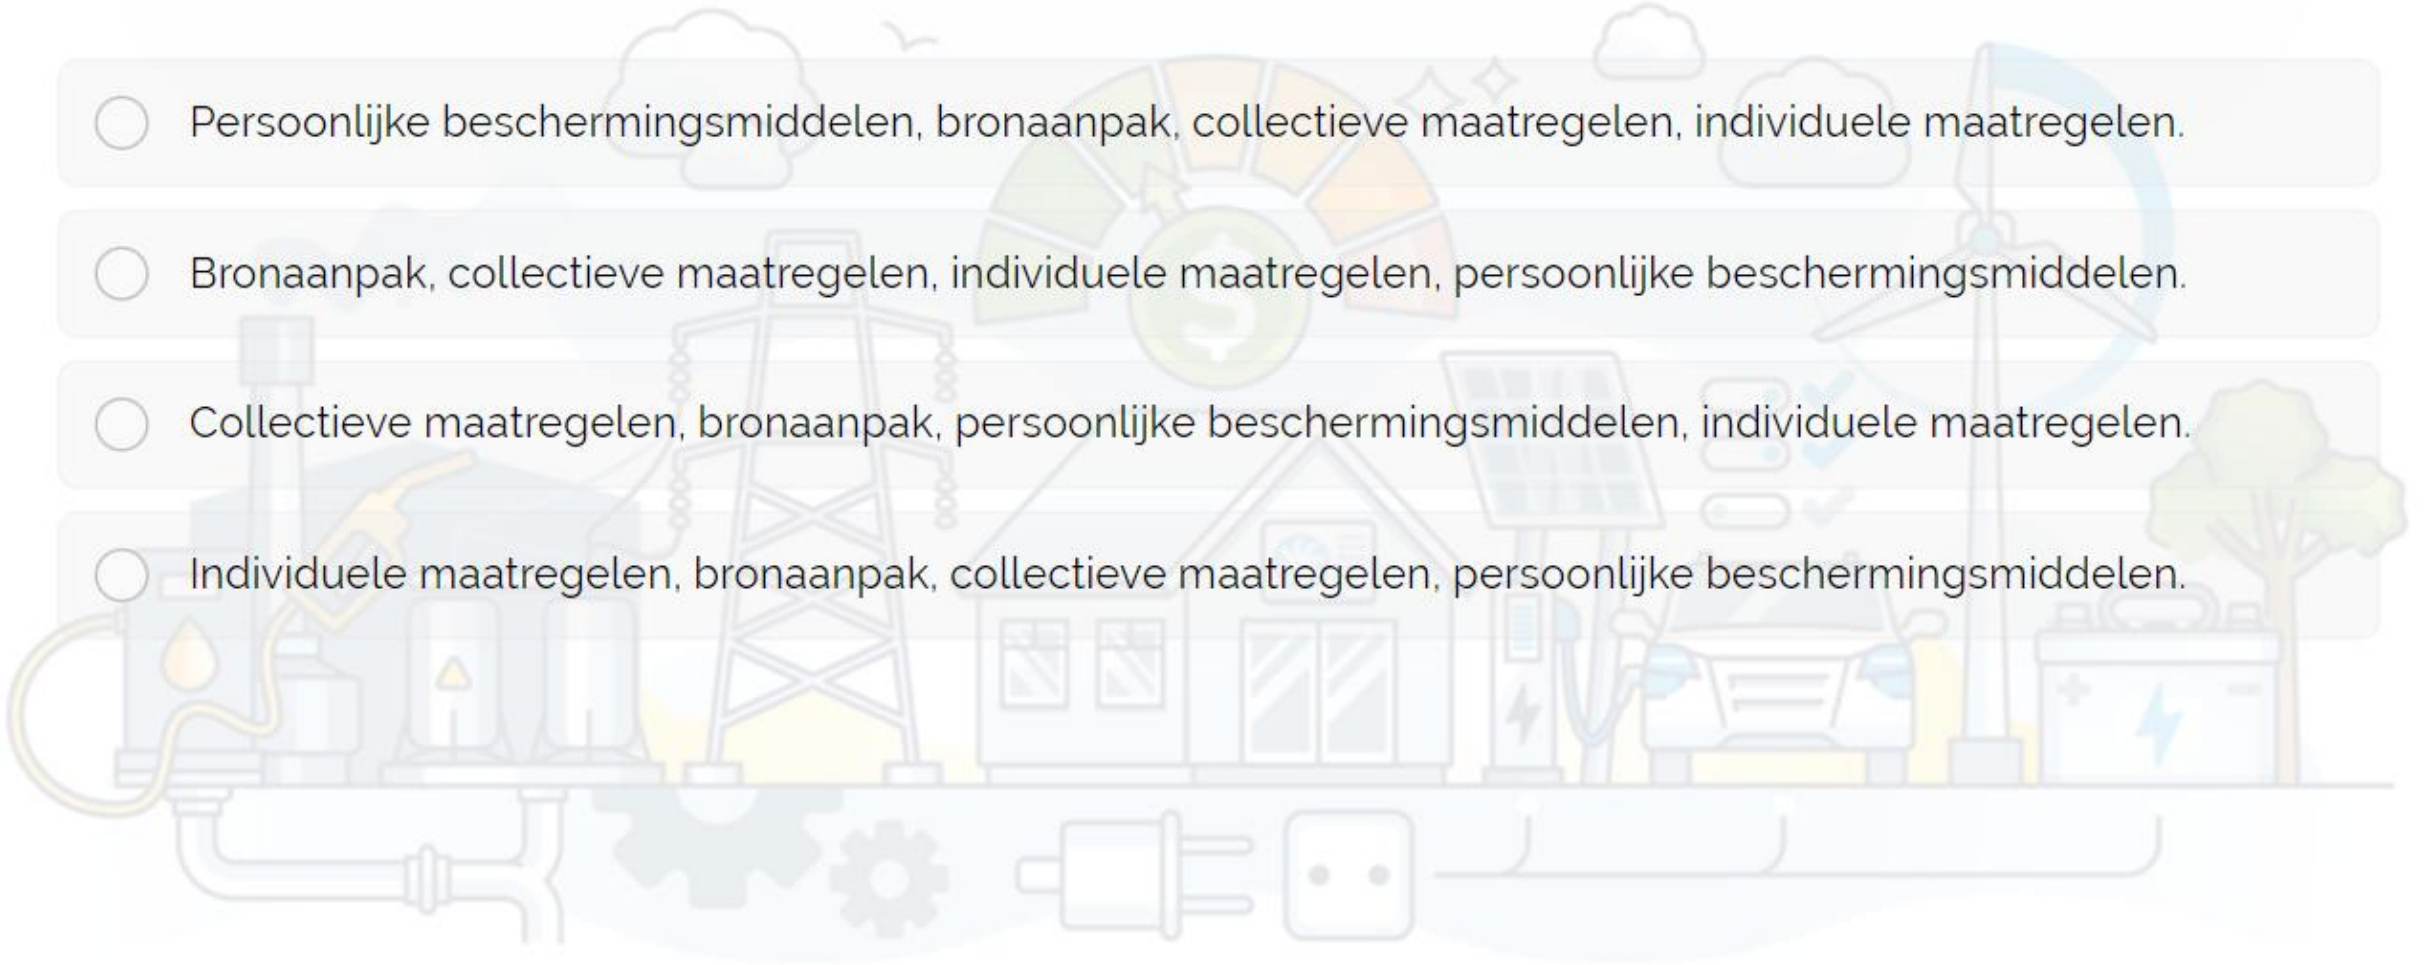 Persoonlijke beschermingsmiddelen, bronaanpak, collectieve maatregelen, individuele maatregelen.
Bronaanpak, collectieve maatregelen, individuele maatregelen, persoonlijke beschermingsmiddelen.
Collectieve maatregelen, bronaanpak, persoonlijke beschermingsmiddelen, individuele maatregelen.
Individuele maatregelen, bronaanpak, collectieve maatregelen, persoonlijke beschermingsmiddelen.